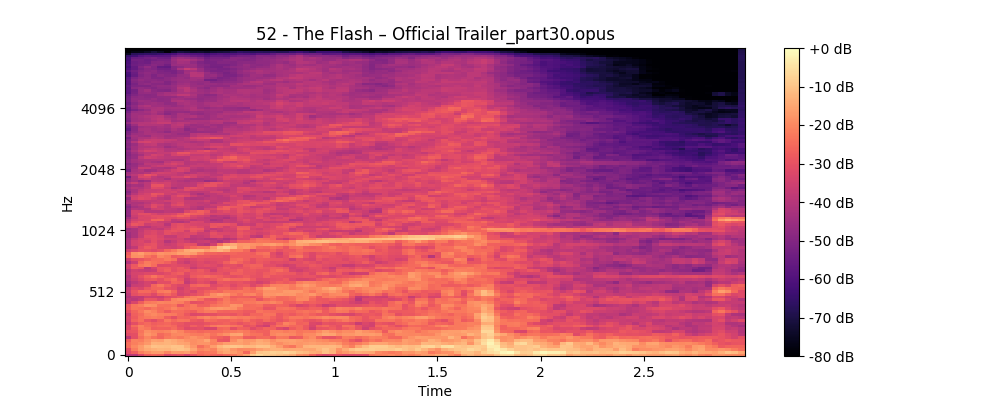 52 - The Flash – Official Trailer_part30.opus
Hz
4096
2048
1024
512
0
0
0.5
1
1.5
2
2.5
Time
+0 dB
-10 dB
-20 dB
-30 dB
-40 dB
-50 dB
-60 dB
-70 dB
-80 dB